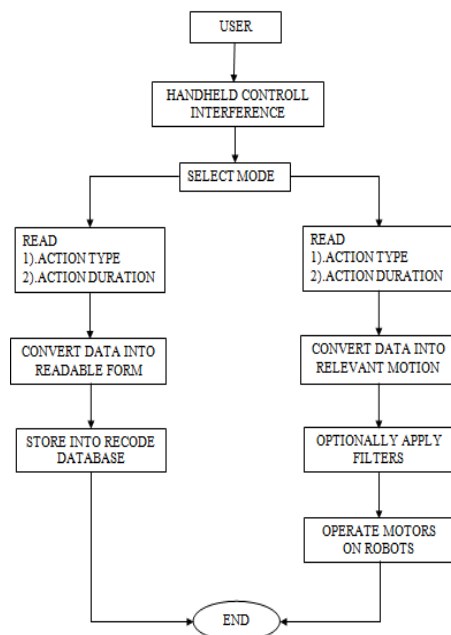 USER
HANDHELD CONTROLL
INTERFERENCE
SELECT MODE
READ
1).ACTION TYPE
2).ACTION DURATION
READ
1).ACTION TYPE
2).ACTION DURATION
CONVERT DATA INTO
READABLE FORM
CONVERT DATA INTO
RELEVANT MOTION
STORE INTO RECODE
DATABASE
OPTIONALLY APPLY
FILTERS
OPERATE MOTORS
ON ROBOTS
END